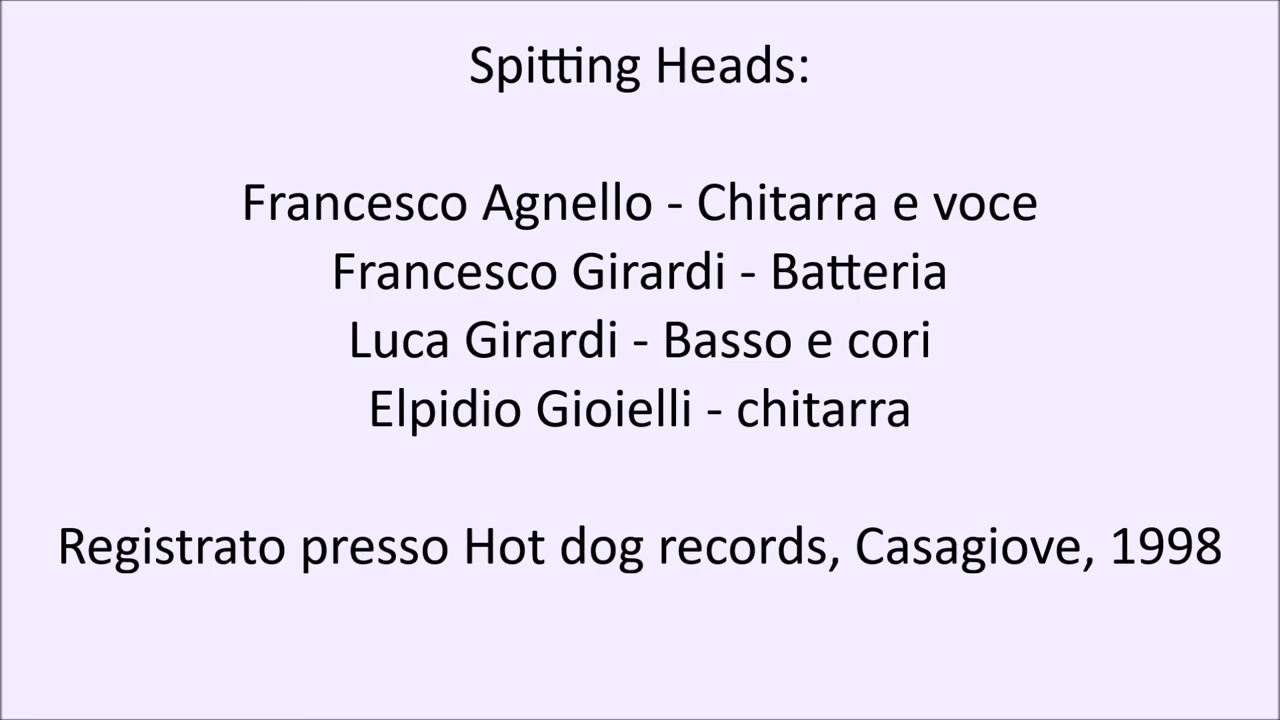 Spitting Heads:
Francesco Agnello - Chitarra e voce
Francesco Girardi - Batteria
Luca Girardi - Basso e cori
Elpidio Gioielli - chitarra
Registrato presso Hot dog records, Casagiove, 1998